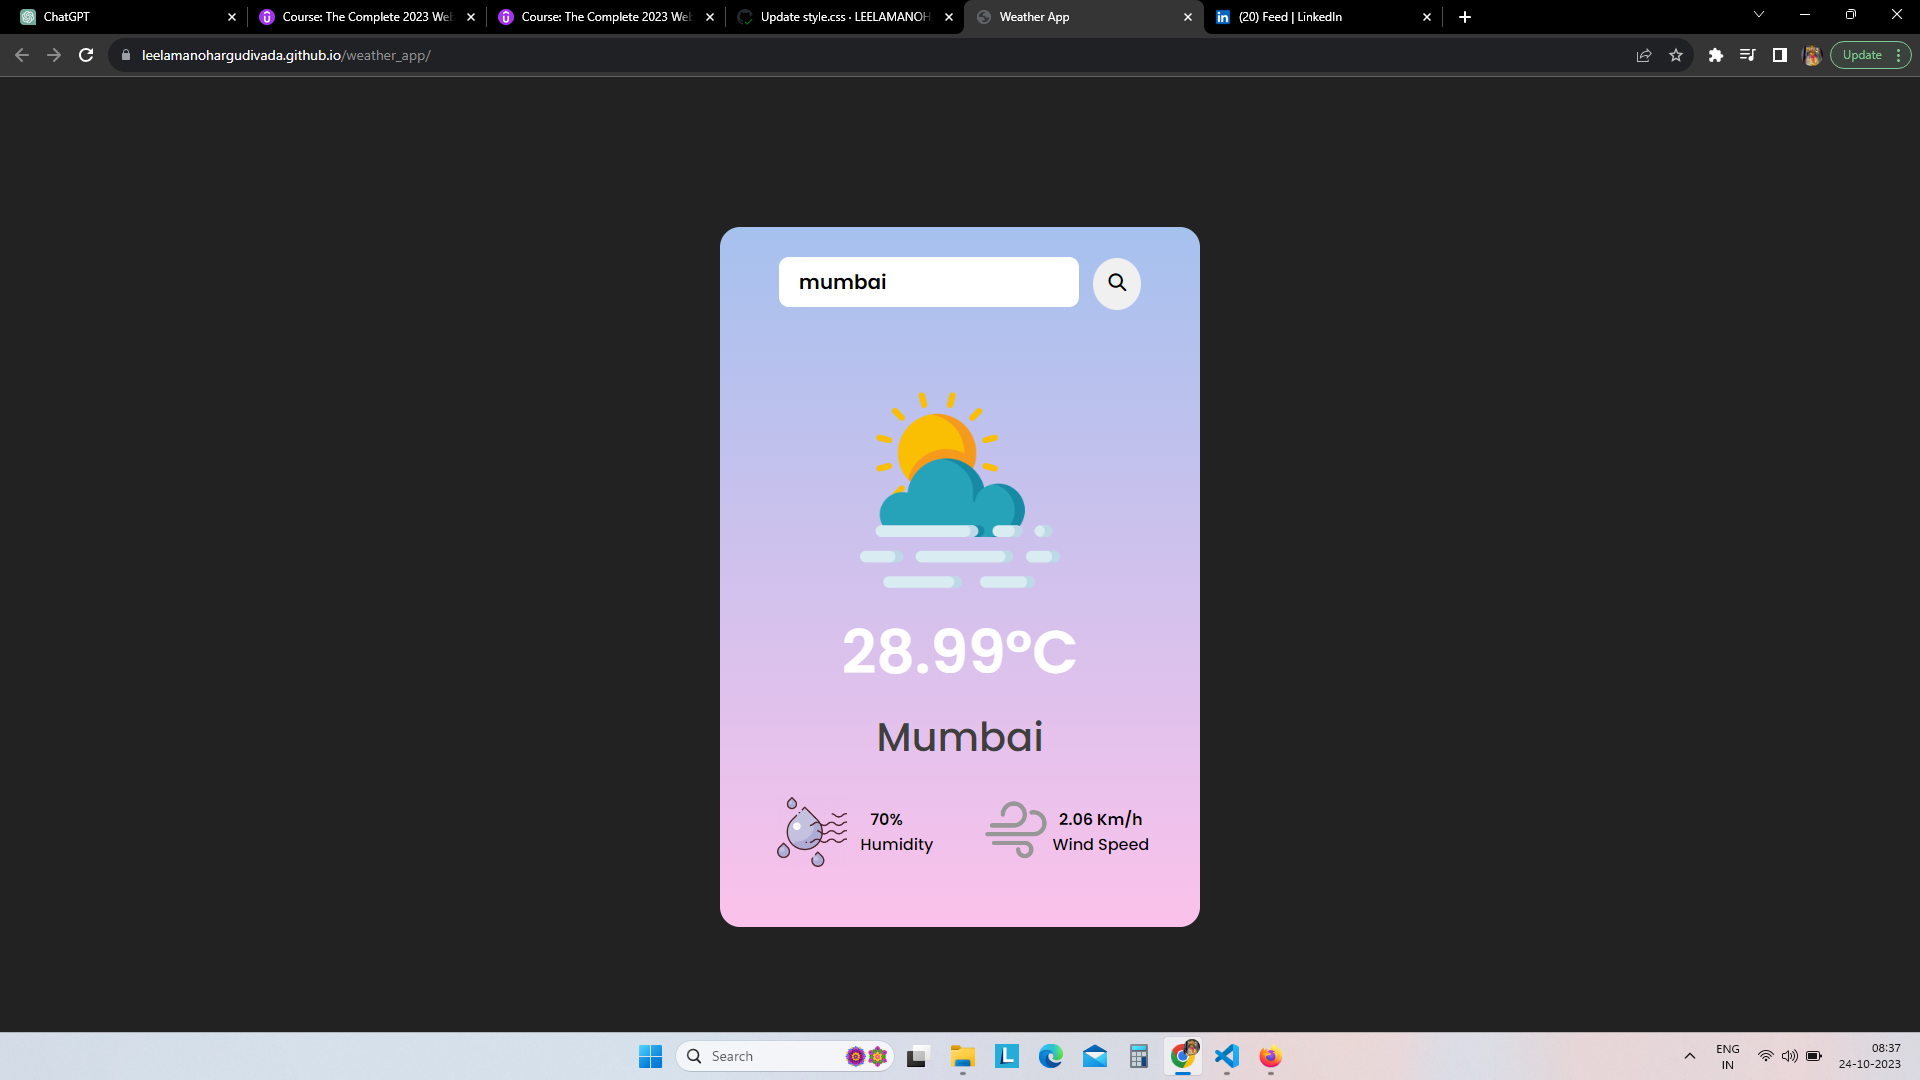 ChatGPT
Course: The Complete 2023 Web
Course: The Complete 2023 Web
Update style.css · LEELAMANOH
Weather App
(20) Feed | LinkedIn
leelamanohargudivada.github.io/weather_app/
Update
mumbai
28.99°C
Mumbai
70%
Humidity
2.06 Km/h
Wind Speed
Search
L
ENG
IN
08:37
24-10-2023